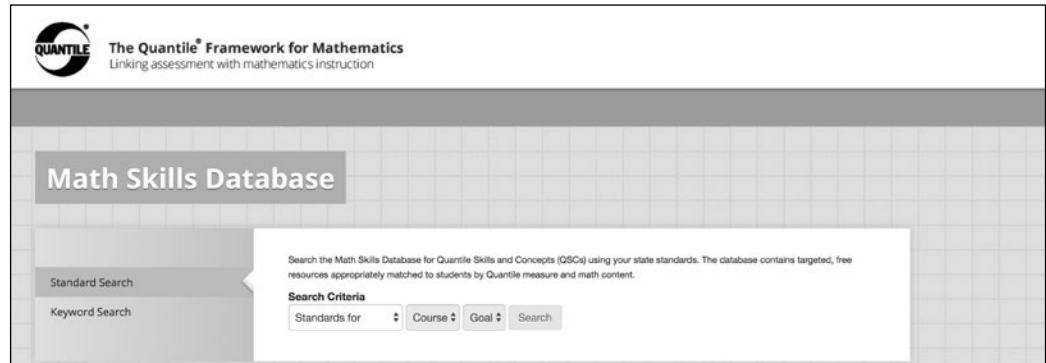 QUANTILE
The Quantile® Framework for Mathematics
Linking assessment with mathematics instruction
Math Skills Database
Standard Search
Keyword Search
Search the Math Skills Database for Quantile Skills and Concepts (QSCs) using your state standards. The database contains targeted, free
resources appropriately matched to students by Quantile measure and math content.
Search Criteria
Standards for Course Goal Search